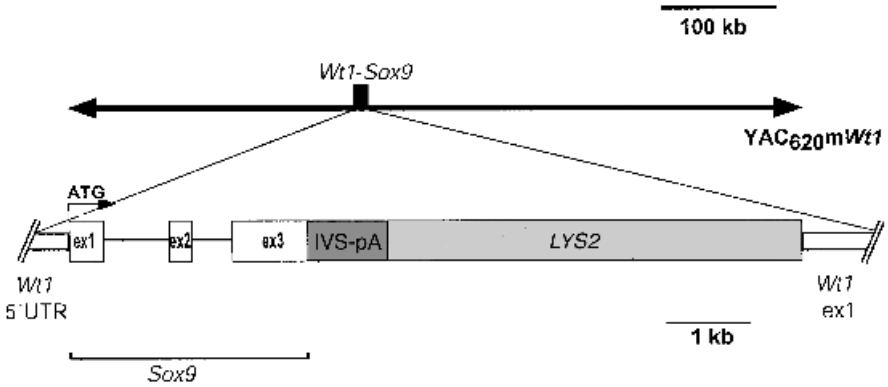 100 kb
Wt1-Sox9
YAC620mWt1
ATG
ex1
ex2
ex3
IVS-pA
LYS2
Wt1
5´UTR
Wt1
ex1
1 kb
Sox9